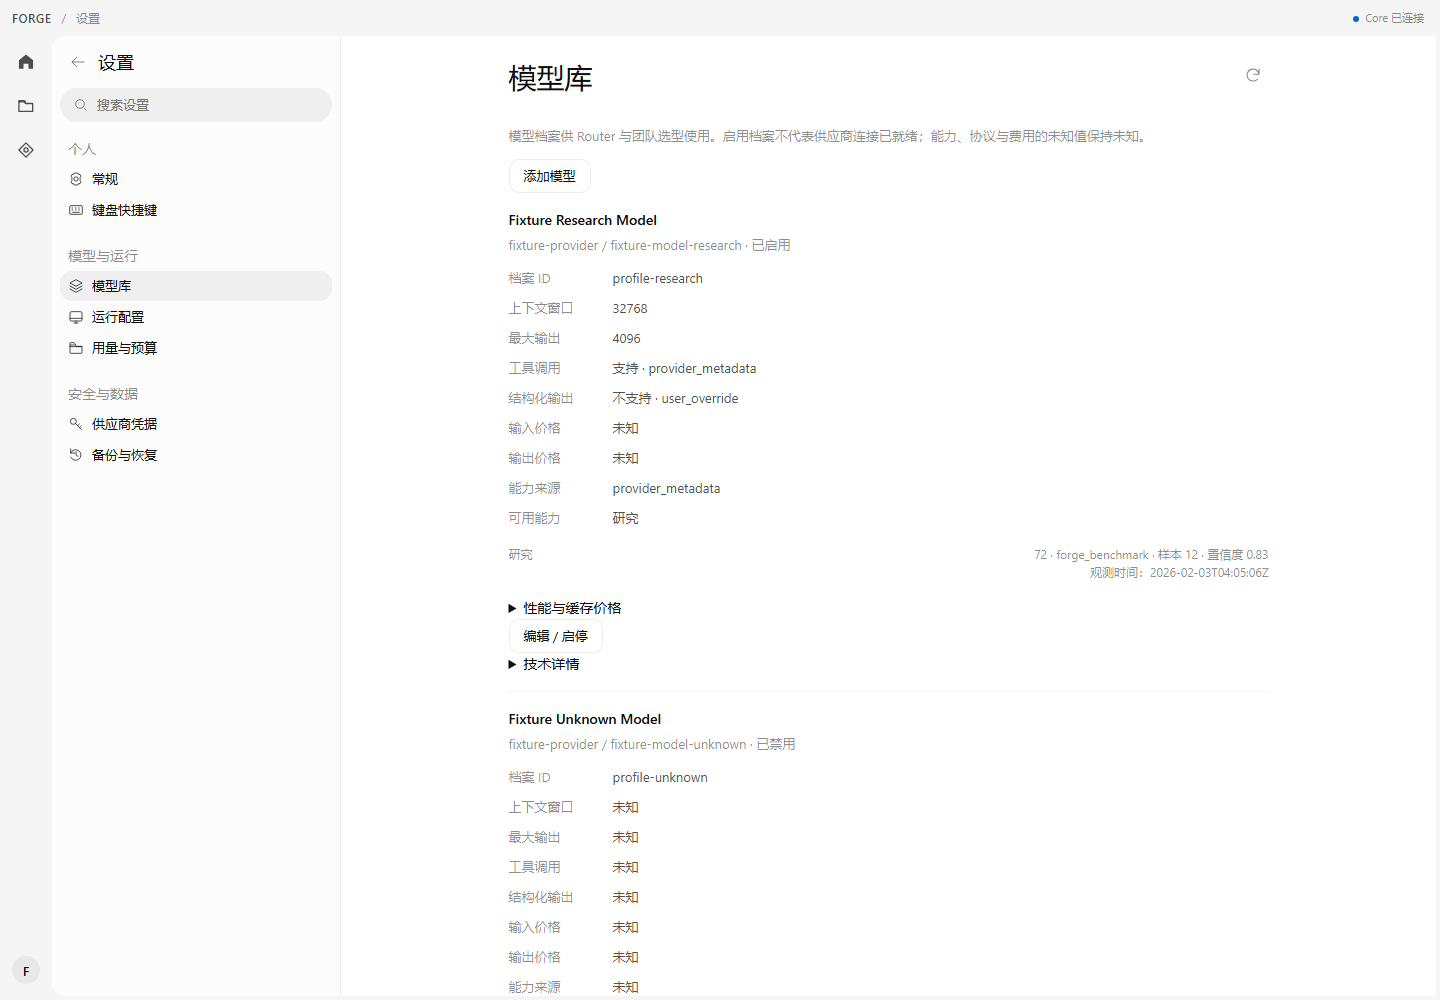 FORGE / 设置
Core 已连接
设置
搜索设置
个人
常规
键盘快捷键
模型与运行
模型库
运行配置
用量与预算
安全与数据
供应商凭据
备份与恢复
F
模型库
模型档案供 Router 与团队选型使用。启用档案不代表供应商连接已就绪；能力、协议与费用的未知值保持未知。
添加模型
Fixture Research Model
fixture-provider / fixture-model-research · 已启用
档案 ID profile-research
上下文窗口 32768
最大输出 4096
工具调用 支持 · provider_metadata
结构化输出 不支持 · user_override
输入价格 未知
输出价格 未知
能力来源 provider_metadata
可用能力 研究
研究 72 · forge_benchmark · 样本 12 · 置信度 0.83
观测时间：2026-02-03T04:05:06Z
性能与缓存价格
编辑 / 启停
技术详情
Fixture Unknown Model
fixture-provider / fixture-model-unknown · 已禁用
档案 ID profile-unknown
上下文窗口 未知
最大输出 未知
工具调用 未知
结构化输出 未知
输入价格 未知
输出价格 未知
能力来源 未知